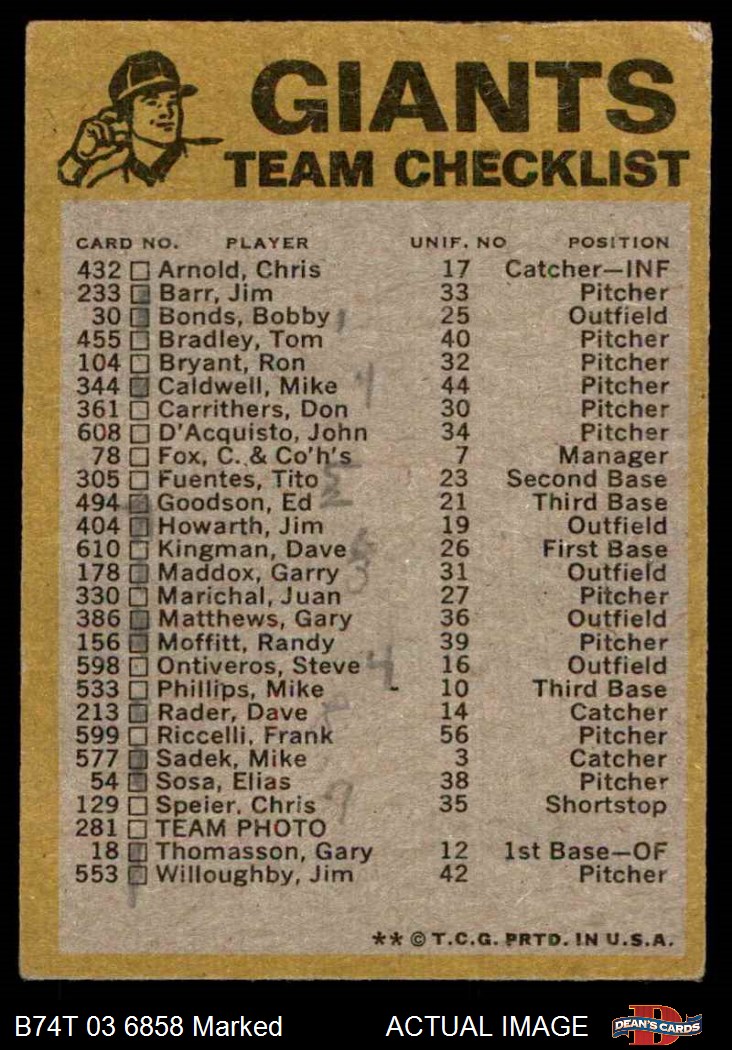 GIANTS
TEAM CHECKLIST
CARD NO. PLAYER UNIF. NO POSITION
432 Arnold, Chris 17 Catcher—INF
233 Barr, Jim 33 Pitcher
30 Bonds, Bobby 25 Outfield
455 Bradley, Tom 40 Pitcher
104 Bryant, Ron 32 Pitcher
344 Caldwell, Mike 44 Pitcher
361 Carrithers, Don 30 Pitcher
608 D'Acquisto, John 34 Pitcher
78 Fox, C. & Co'h's 7 Manager
305 Fuentes, Tito 23 Second Base
494 Goodson, Ed 21 Third Base
404 Howarth, Jim 19 Outfield
610 Kingman, Dave 26 First Base
178 Maddox, Garry 31 Outfield
330 Marichal, Juan 27 Pitcher
386 Matthews, Gary 36 Outfield
156 Moffitt, Randy 39 Pitcher
598 Ontiveros, Steve 4 16 Outfield
533 Phillips, Mike 10 Third Base
213 Rader, Dave 14 Catcher
599 Riccelli, Frank 56 Pitcher
577 Sadek, Mike 3 Catcher
54 Sosa, Elias 38 Pitcher
129 Speier, Chris 9 35 Shortstop
281 TEAM PHOTO
18 Thomasson, Gary 12 1st Base—OF
553 Willoughby, Jim 42 Pitcher
** © T.C.G. PRTD. IN U.S.A.
B74T 03 6858 Marked ACTUAL IMAGE DEAN'S CARDS